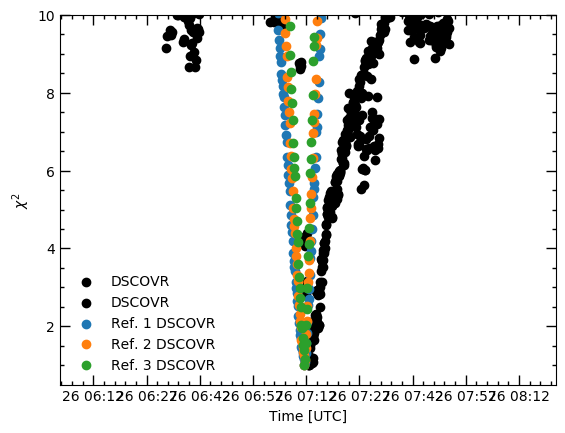 10
8
6
4
2
χ²
DSCOVR
DSCOVR
Ref. 1 DSCOVR
Ref. 2 DSCOVR
Ref. 3 DSCOVR
26 06:12 26 06:27 26 06:42 26 06:57 26 07:12 26 07:27 26 07:42 26 07:57 26 08:12
Time [UTC]